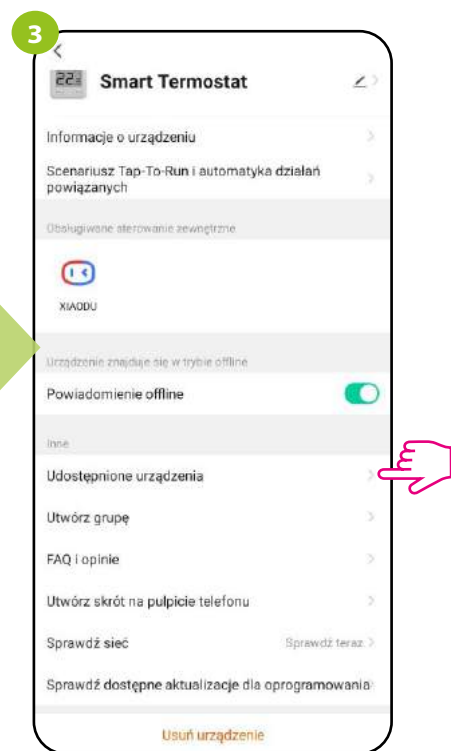 3
22
Smart Termostat
Informacje o urządzeniu
Scenariusz Tap-To-Run i automatyka działań
powiązanych
Obsługiwane sterowanie zewnętrzne
XIAODU
Urządzenie znajduje się w trybie offline
Powiadomienie offline
Inne
Udostępnione urządzenia
Utwórz grupę
FAQ i opinie
Utwórz skrót na pulpicie telefonu
Sprawdź sieć Sprawdź teraz
Sprawdź dostępne aktualizacje dla oprogramowania
Usuń urządzenie